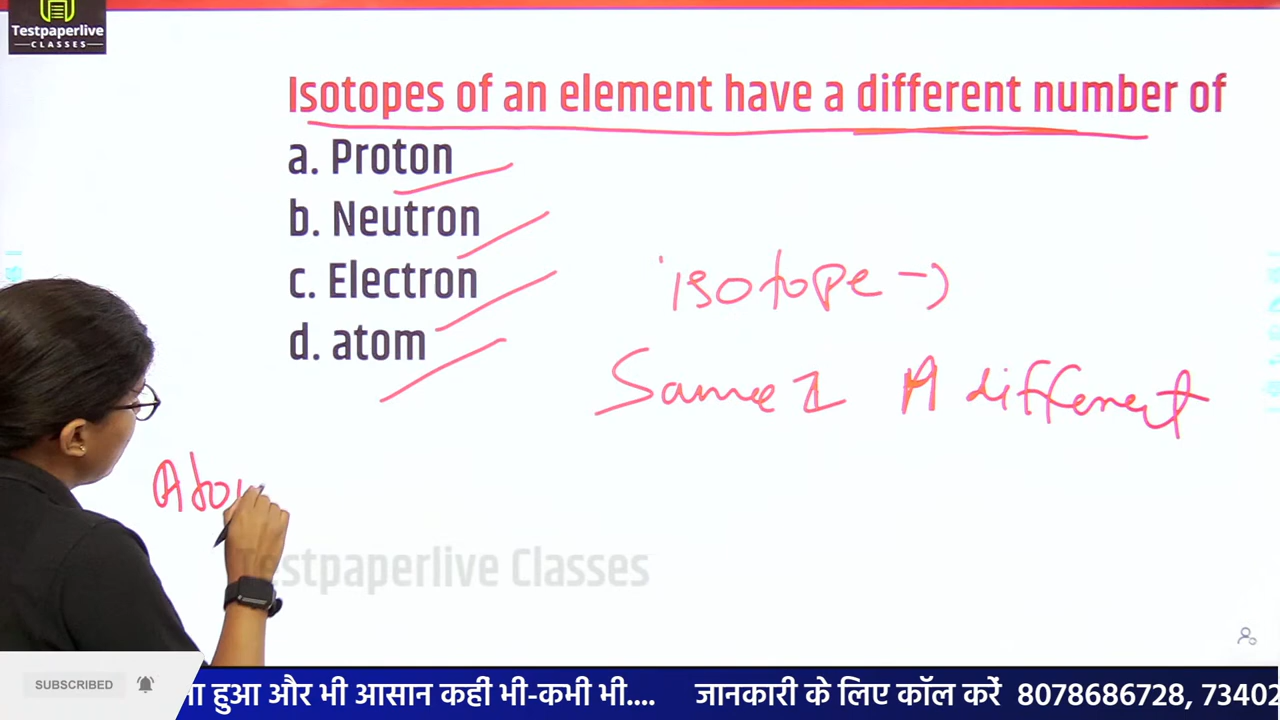 Testpaperlive
CLASSES
Isotopes of an element have a different number of
a. Proton
b. Neutron
c. Electron
d. atom
isotope →
Same Z A different
Ato
Testpaperlive Classes
SUBSCRIBED
ा हुआ और भी आसान कहीं भी-कभी भी.... जानकारी के लिए कॉल करें 8078686728, 73402